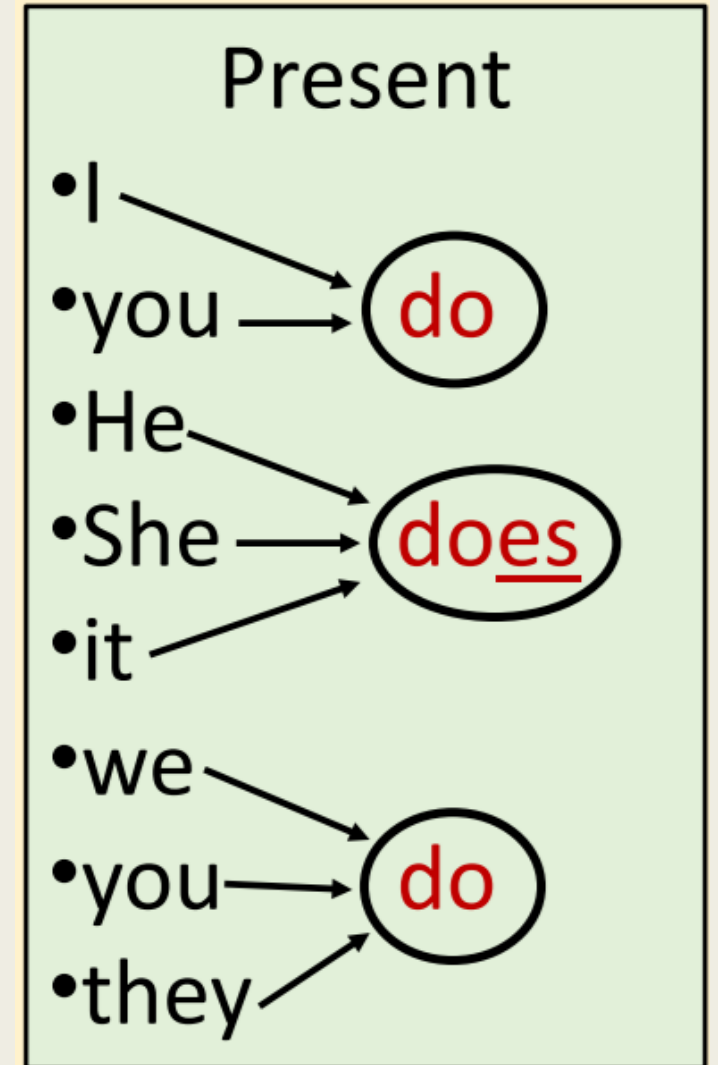 Present
•I
•you
do
•He
•She
does
•it
•we
•you
do
•they